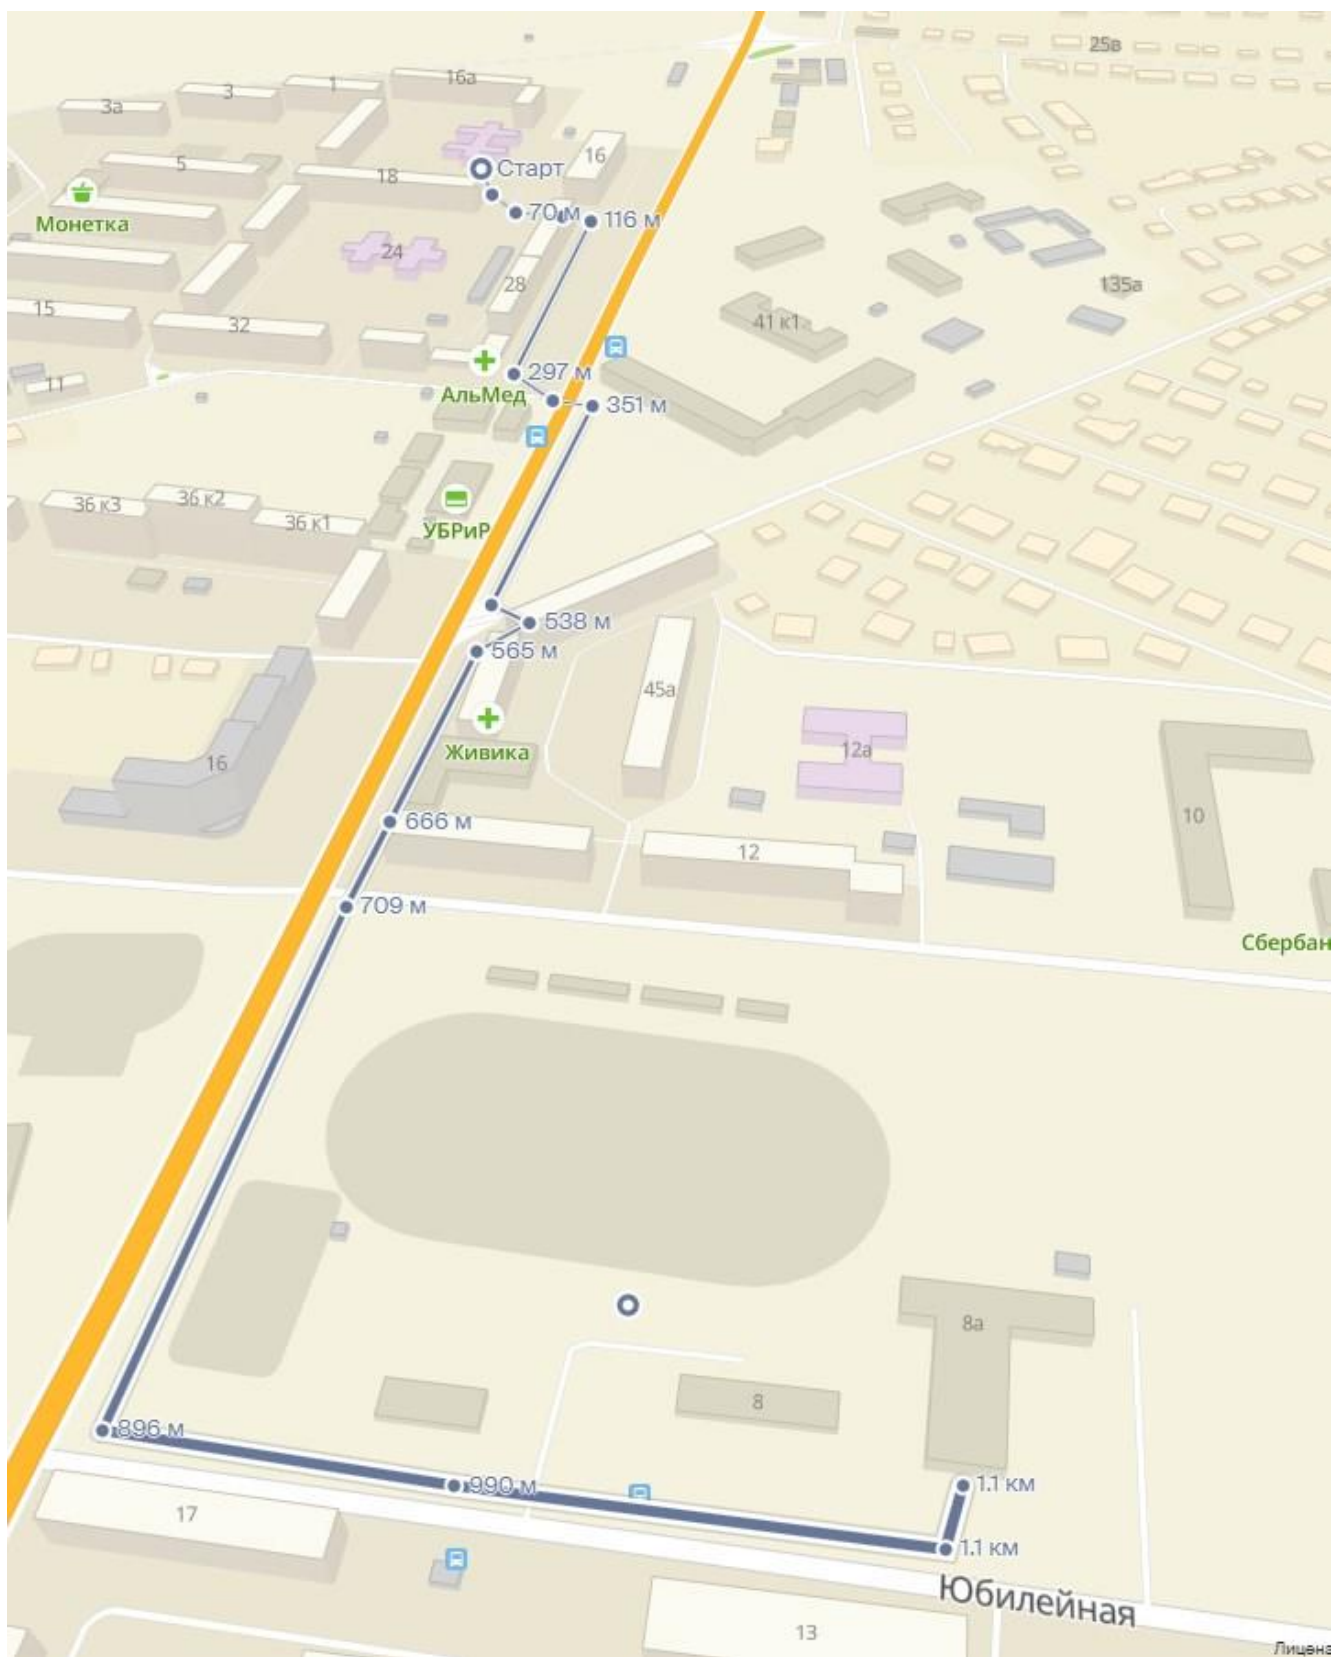 25в
16а
1
3
3а
16
5
Старт
18
Монетка
70 м
116 м
24
28
135а
15
32
41 к1
297 м
11
АльМед
351 м
36 к3
36 к2
36 к1
УБРиР
538 м
565 м
45а
Живика
12а
16
10
666 м
12
709 м
Сбербан
8а
8
896 м
990 м
1.1 км
17
1.1 км
Юбилейная
13
Лиценз